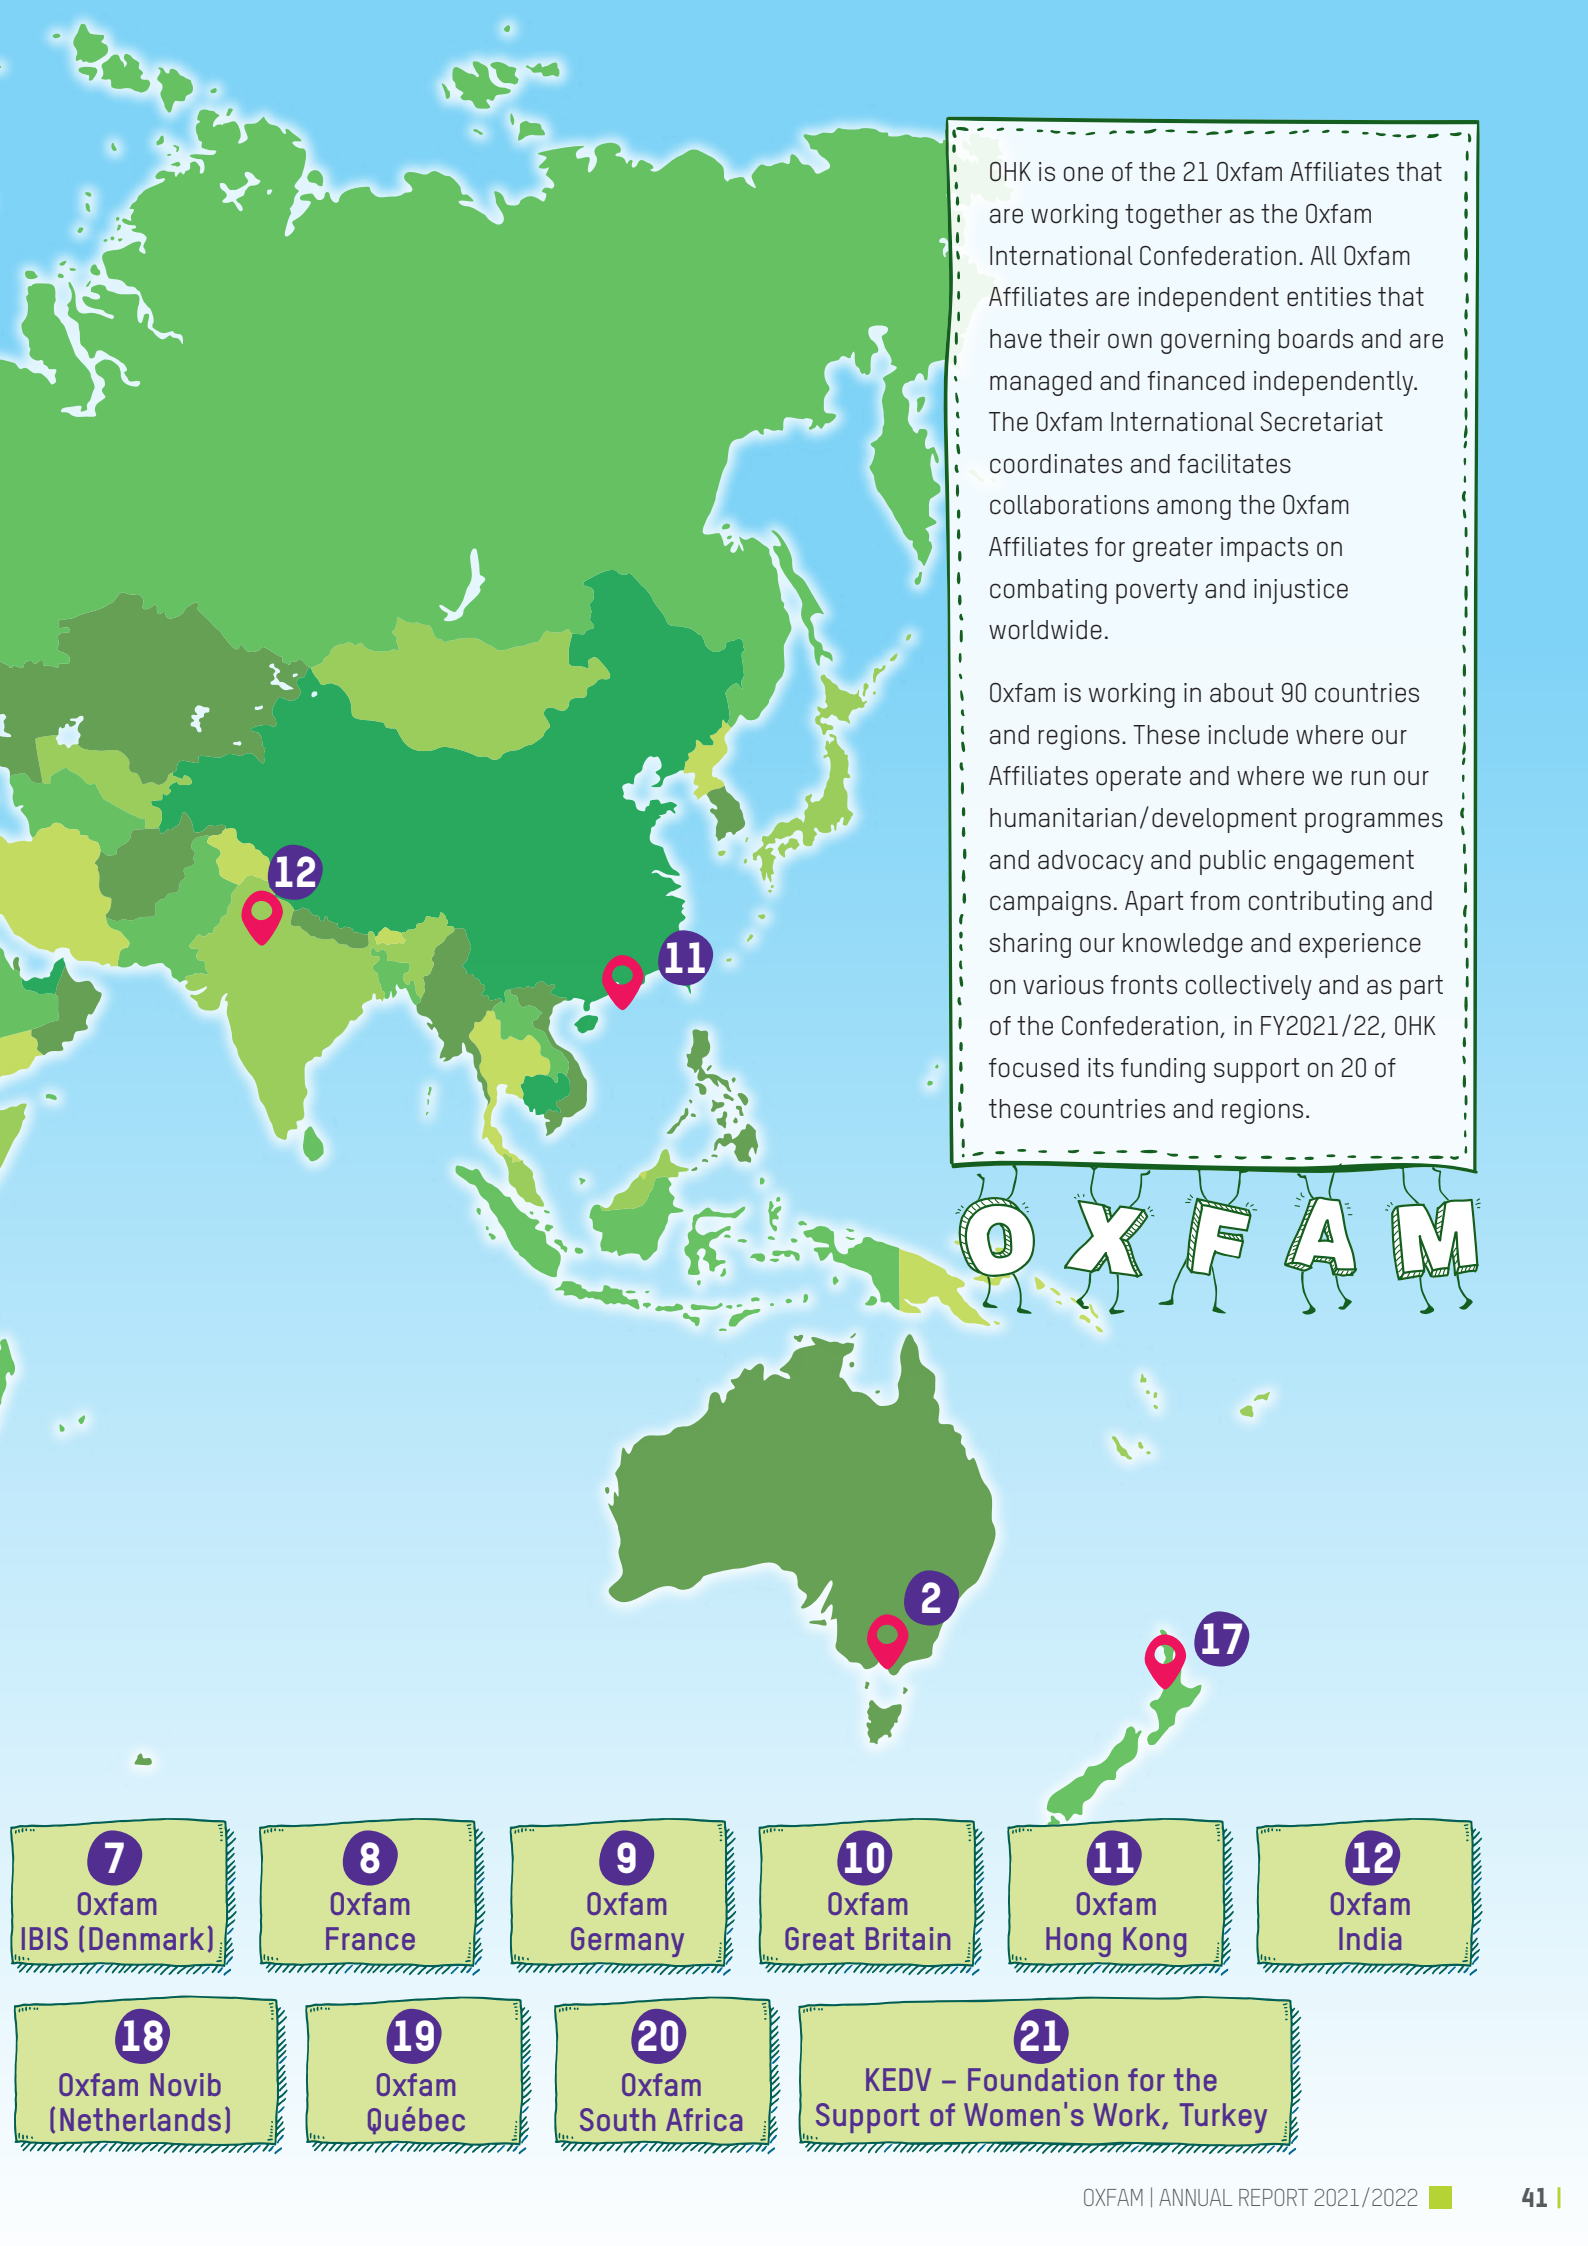 OHK is one of the 21 Oxfam Affiliates that
are working together as the Oxfam
International Confederation. All Oxfam
Affiliates are independent entities that
have their own governing boards and are
managed and financed independently.
The Oxfam International Secretariat
coordinates and facilitates
collaborations among the Oxfam
Affiliates for greater impacts on
combating poverty and injustice
worldwide.
Oxfam is working in about 90 countries
and regions. These include where our
Affiliates operate and where we run our
humanitarian/development programmes
and advocacy and public engagement
campaigns. Apart from contributing and
sharing our knowledge and experience
on various fronts collectively and as part
of the Confederation, in FY2021/22, OHK
focused its funding support on 20 of
these countries and regions.
OXFAM
12
11
2
17
7
Oxfam
IBIS (Denmark)
8
Oxfam
France
9
Oxfam
Germany
10
Oxfam
Great Britain
11
Oxfam
Hong Kong
12
Oxfam
India
18
Oxfam Novib
(Netherlands)
19
Oxfam
Québec
20
Oxfam
South Africa
21
KEDV – Foundation for the
Support of Women's Work, Turkey
OXFAM | ANNUAL REPORT 2021/2022
41